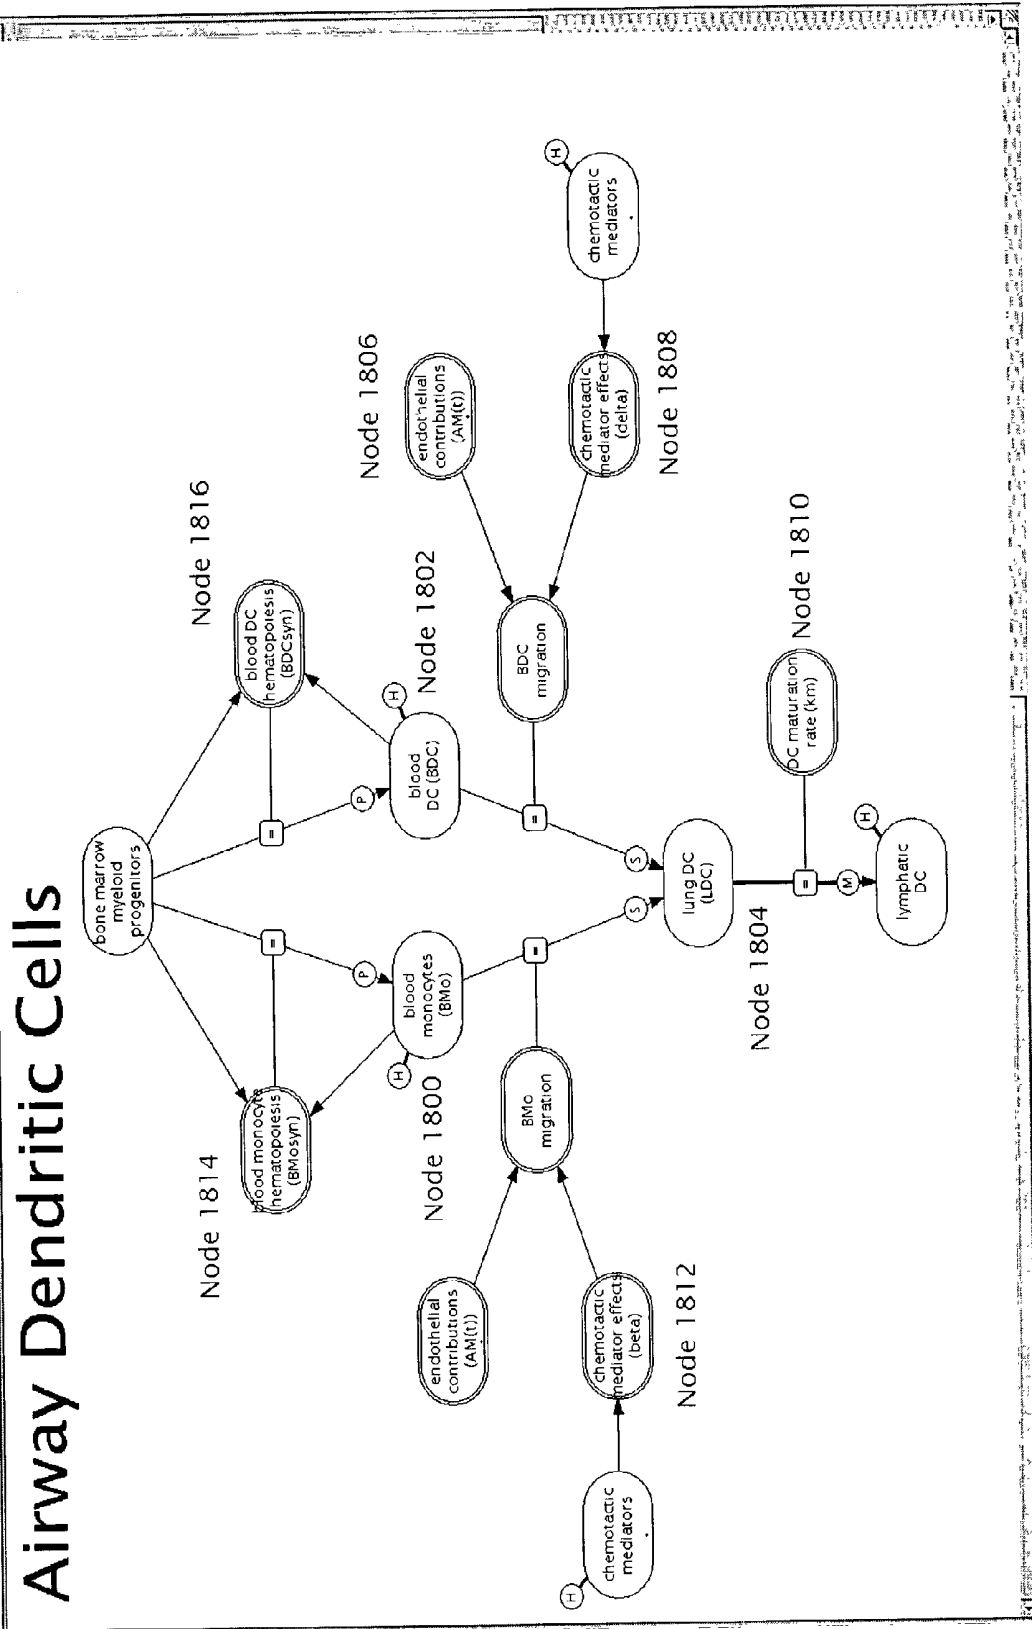 Airway Dendritic Cells
bone marrow
myeloid
progenitors
Node 1814
blood monocyte
hematopoiesis
(BMosyn)
=
=
blood DC
hematopoiesis
(BDCsyn)
Node 1816
P
P
H
blood
monocytes
(BMo)
Node 1800
blood
DC (BDC)
H
Node 1802
endothelial
contributions
(AM(t))
BMo
migration
=
=
BDC
migration
endothelial
contributions
(AM(t))
Node 1806
H
chemotactic
mediators
chemotactic
mediator effects
(beta)
Node 1812
S
S
chemotactic
mediator effects
(delta)
Node 1808
chemotactic
mediators
H
lung DC
(LDC)
Node 1804
=
DC maturation
rate (km)
Node 1810
M
H
lymphatic
DC